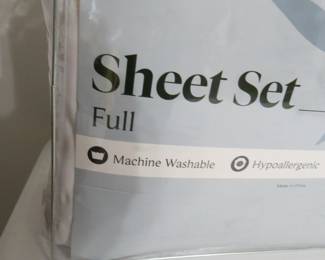 Sheet Set
Full
Machine Washable Hypoallergenic